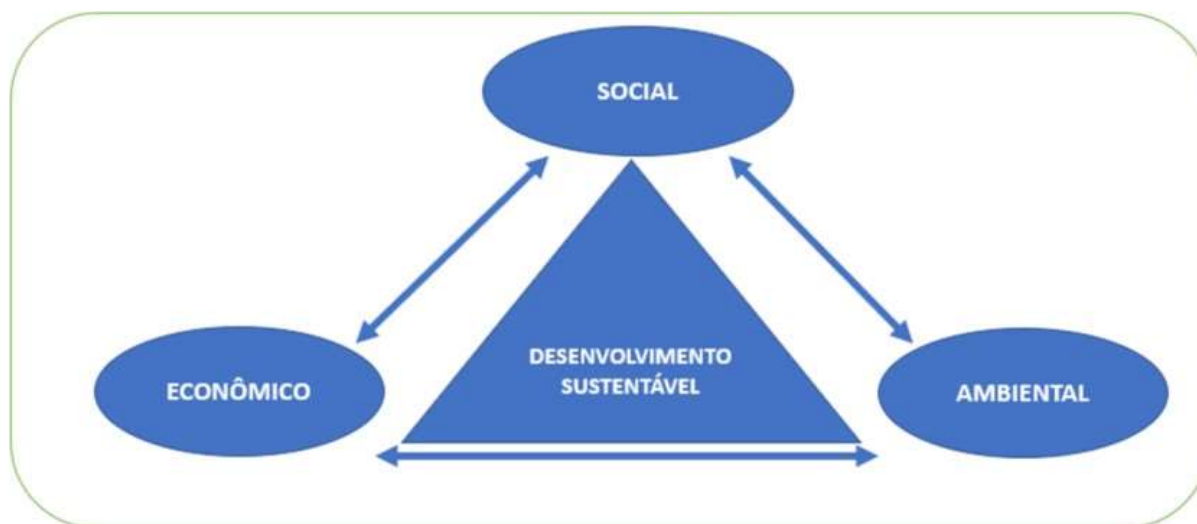 SOCIAL
DESENVOLVIMENTO
SUSTENTÁVEL
ECONÔMICO
AMBIENTAL